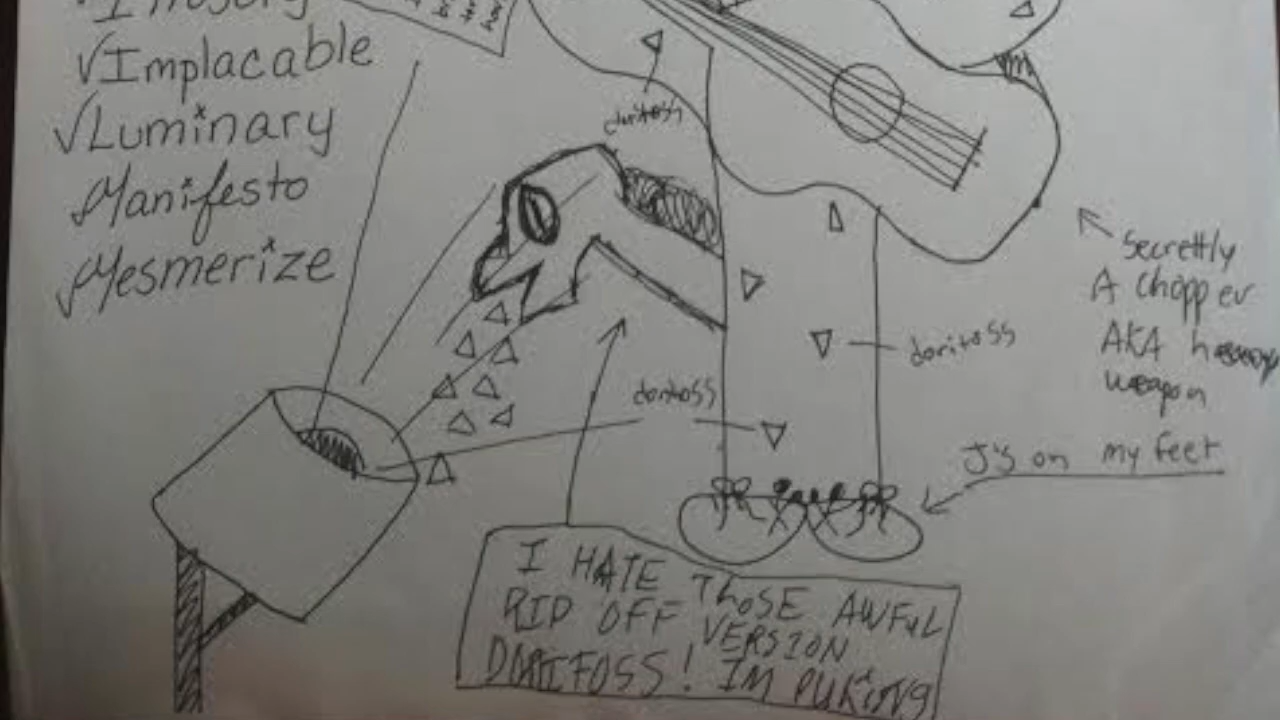 √Implacable
√Luminary
Manifesto
Mesmerize
doritoss
doritoss
doritoss
Secrettly
A chopper
AKA
weapon
J's on my feet
I HATE THOSE AWFUL
RIP OFF VERSION
DORITOSS! IM PUKING